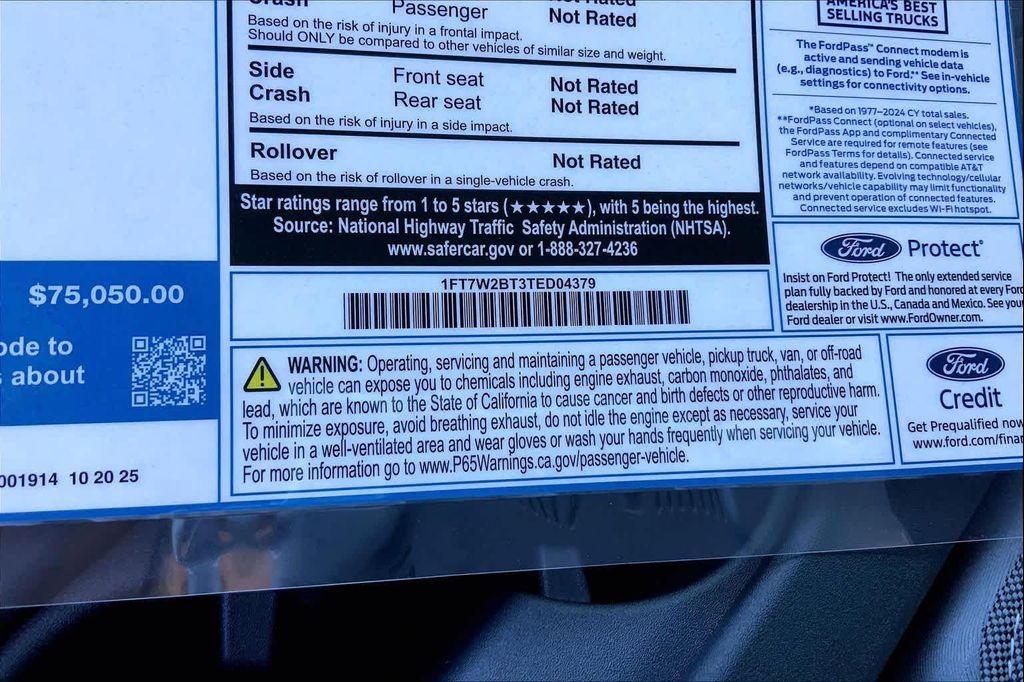 Crash Passenger Not Rated
Based on the risk of injury in a frontal impact.
Should ONLY be compared to other vehicles of similar size and weight.
Side Front seat Not Rated
Crash Rear seat Not Rated
Based on the risk of injury in a side impact.
Rollover Not Rated
Based on the risk of rollover in a single-vehicle crash.
Star ratings range from 1 to 5 stars (★★★★★), with 5 being the highest.
Source: National Highway Traffic Safety Administration (NHTSA).
www.safercar.gov or 1-888-327-4236
1FT7W2BT3TED04379
WARNING: Operating, servicing and maintaining a passenger vehicle, pickup truck, van, or off-road
vehicle can expose you to chemicals including engine exhaust, carbon monoxide, phthalates, and
lead, which are known to the State of California to cause cancer and birth defects or other reproductive harm.
To minimize exposure, avoid breathing exhaust, do not idle the engine except as necessary, service your
vehicle in a well-ventilated area and wear gloves or wash your hands frequently when servicing your vehicle.
For more information go to www.P65Warnings.ca.gov/passenger-vehicle.
$75,050.00
ode to
about
001914 10 20 25
AMERICA'S BEST
SELLING TRUCKS
The FordPass™ Connect modem is
active and sending vehicle data
(e.g., diagnostics) to Ford.** See in-vehicle
settings for connectivity options.
*Based on 1977-2024 CY total sales.
**FordPass Connect (optional on select vehicles),
the FordPass App and complimentary Connected
Service are required for remote features (see
FordPass Terms for details). Connected service
and features depend on compatible AT&T
network availability. Evolving technology/cellular
networks/vehicle capability may limit functionality
and prevent operation of connected features.
Connected service excludes Wi-Fi hotspot.
Ford Protect®
Insist on Ford Protect! The only extended service
plan fully backed by Ford and honored at every Ford
dealership in the U.S., Canada and Mexico. See your
Ford dealer or visit www.FordOwner.com.
Ford
Credit
Get Prequalified now
www.ford.com/finan